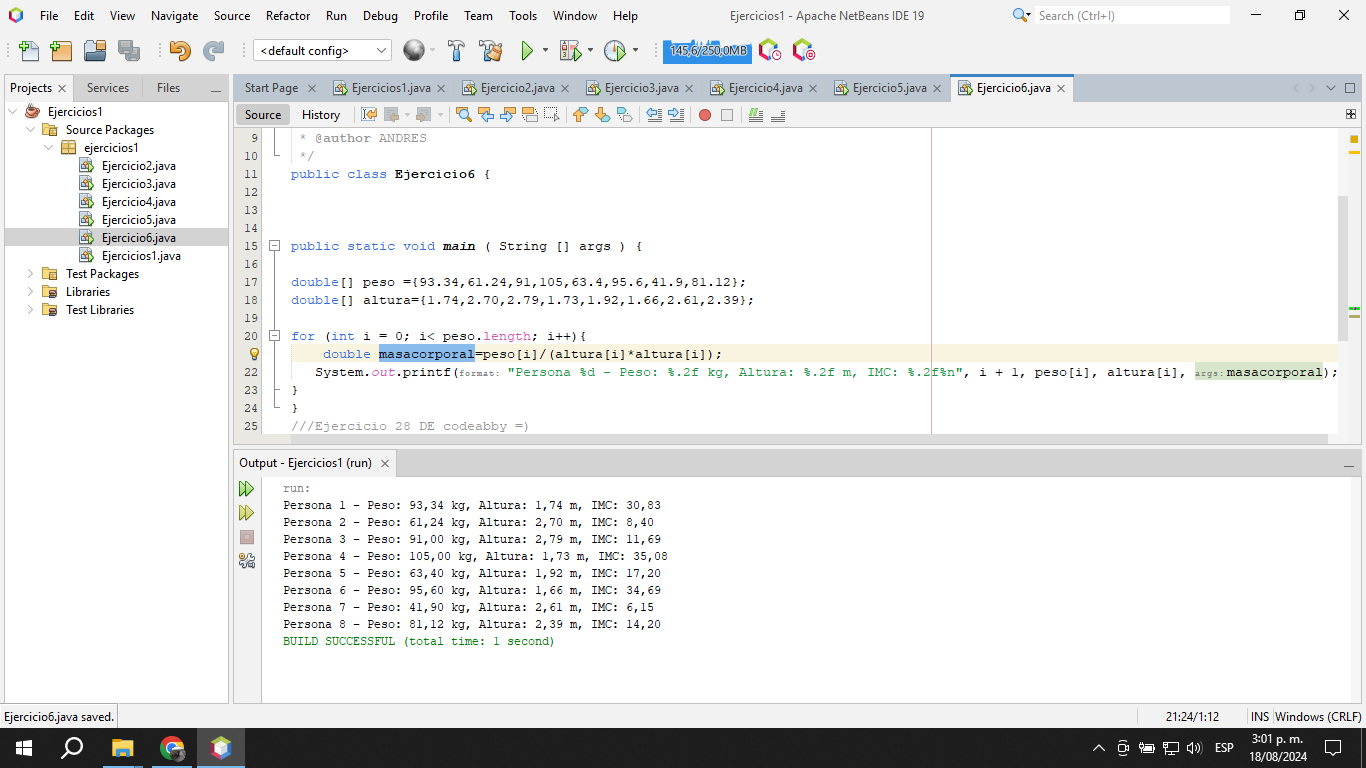 File Edit View Navigate Source Refactor Run Debug Profile Team Tools Window Help Ejercicios1 - Apache NetBeans IDE 19 Search (Ctrl+I)
<default config> 145,6/250,0MB
Projects Services Files
Start Page Ejercicios1.java Ejercicio2.java Ejercicio3.java Ejercicio4.java Ejercicio5.java Ejercicio6.java
Ejercicios1
Source Packages
ejercicios1
Ejercicio2.java
Ejercicio3.java
Ejercicio4.java
Ejercicio5.java
Ejercicio6.java
Ejercicios1.java
Test Packages
Libraries
Test Libraries
Source History
9 * @author ANDRES
10 */
11 public class Ejercicio6 {
12
13
14
15 public static void main ( String [] args ) {
16
17 double[] peso ={93.34,61.24,91,105,63.4,95.6,41.9,81.12};
18 double[] altura={1.74,2.70,2.79,1.73,1.92,1.66,2.61,2.39};
19
20 for (int i = 0; i< peso.length; i++){
double masacorporal=peso[i]/(altura[i]*altura[i]);
22 System.out.printf(format: "Persona %d - Peso: %.2f kg, Altura: %.2f m, IMC: %.2f%n", i + 1, peso[i], altura[i], args: masacorporal);
23 }
24 }
25 ///Ejercicio 28 DE codeabby =)
Output - Ejercicios1 (run)
run:
Persona 1 - Peso: 93,34 kg, Altura: 1,74 m, IMC: 30,83
Persona 2 - Peso: 61,24 kg, Altura: 2,70 m, IMC: 8,40
Persona 3 - Peso: 91,00 kg, Altura: 2,79 m, IMC: 11,69
Persona 4 - Peso: 105,00 kg, Altura: 1,73 m, IMC: 35,08
Persona 5 - Peso: 63,40 kg, Altura: 1,92 m, IMC: 17,20
Persona 6 - Peso: 95,60 kg, Altura: 1,66 m, IMC: 34,69
Persona 7 - Peso: 41,90 kg, Altura: 2,61 m, IMC: 6,15
Persona 8 - Peso: 81,12 kg, Altura: 2,39 m, IMC: 14,20
BUILD SUCCESSFUL (total time: 1 second)
Ejercicio6.java saved. 21:24/1:12 INS Windows (CRLF)
ESP
3:01 p. m.
18/08/2024